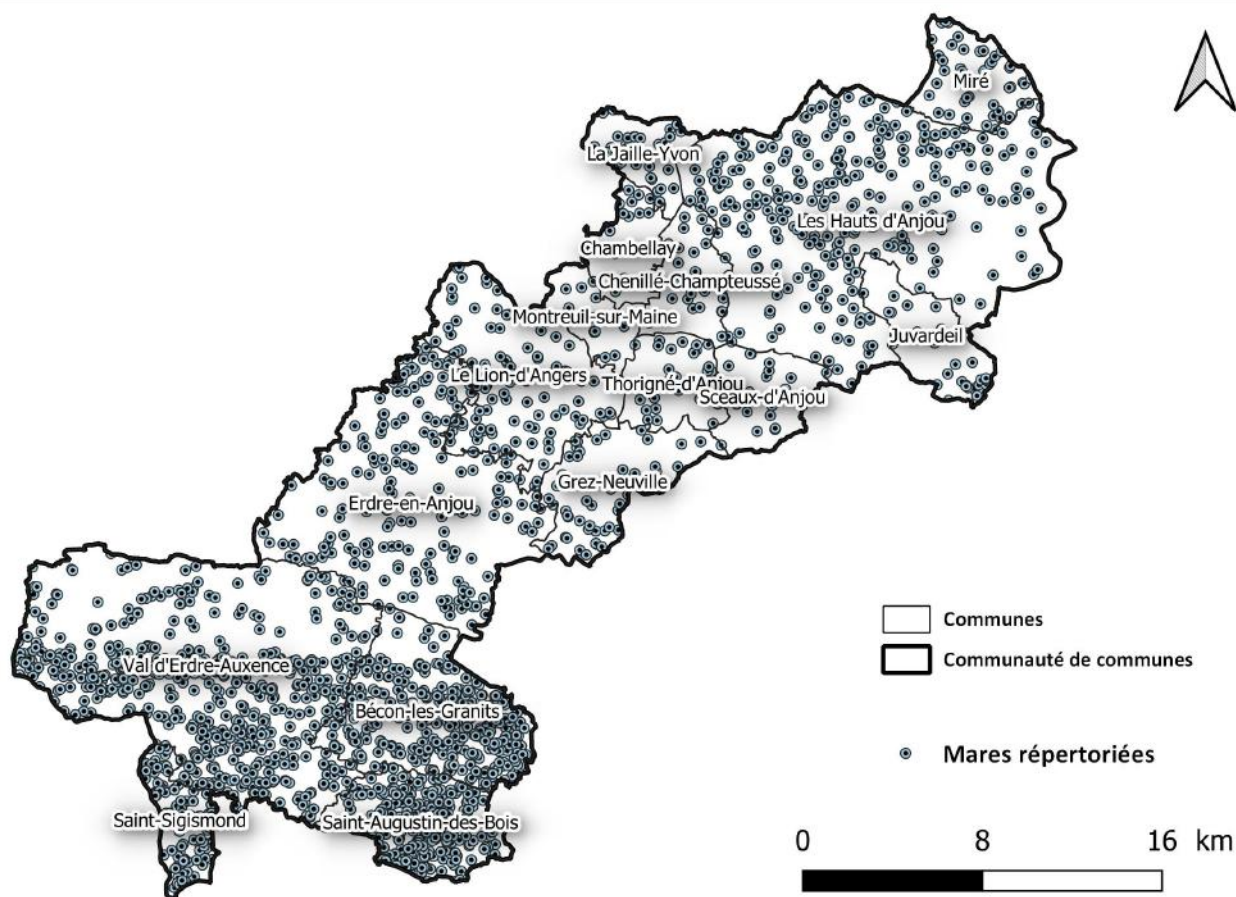 Miré
La Jaille-Yvon
Les Hauts d'Anjou
Chambellay
Chenillé-Champteussé
Montreuil-sur-Maine
Juvardeil
Le Lion-d'Angers
Thorigné-d'Anjou
Sceaux-d'Anjou
Grez-Neuville
Erdre-en-Anjou
Val d'Erdre-Auxence
Bécon-les-Granits
Saint-Sigismond
Saint-Augustin-des-Bois
Communes
Communauté de communes
Mares répertoriées
0 8 16 km